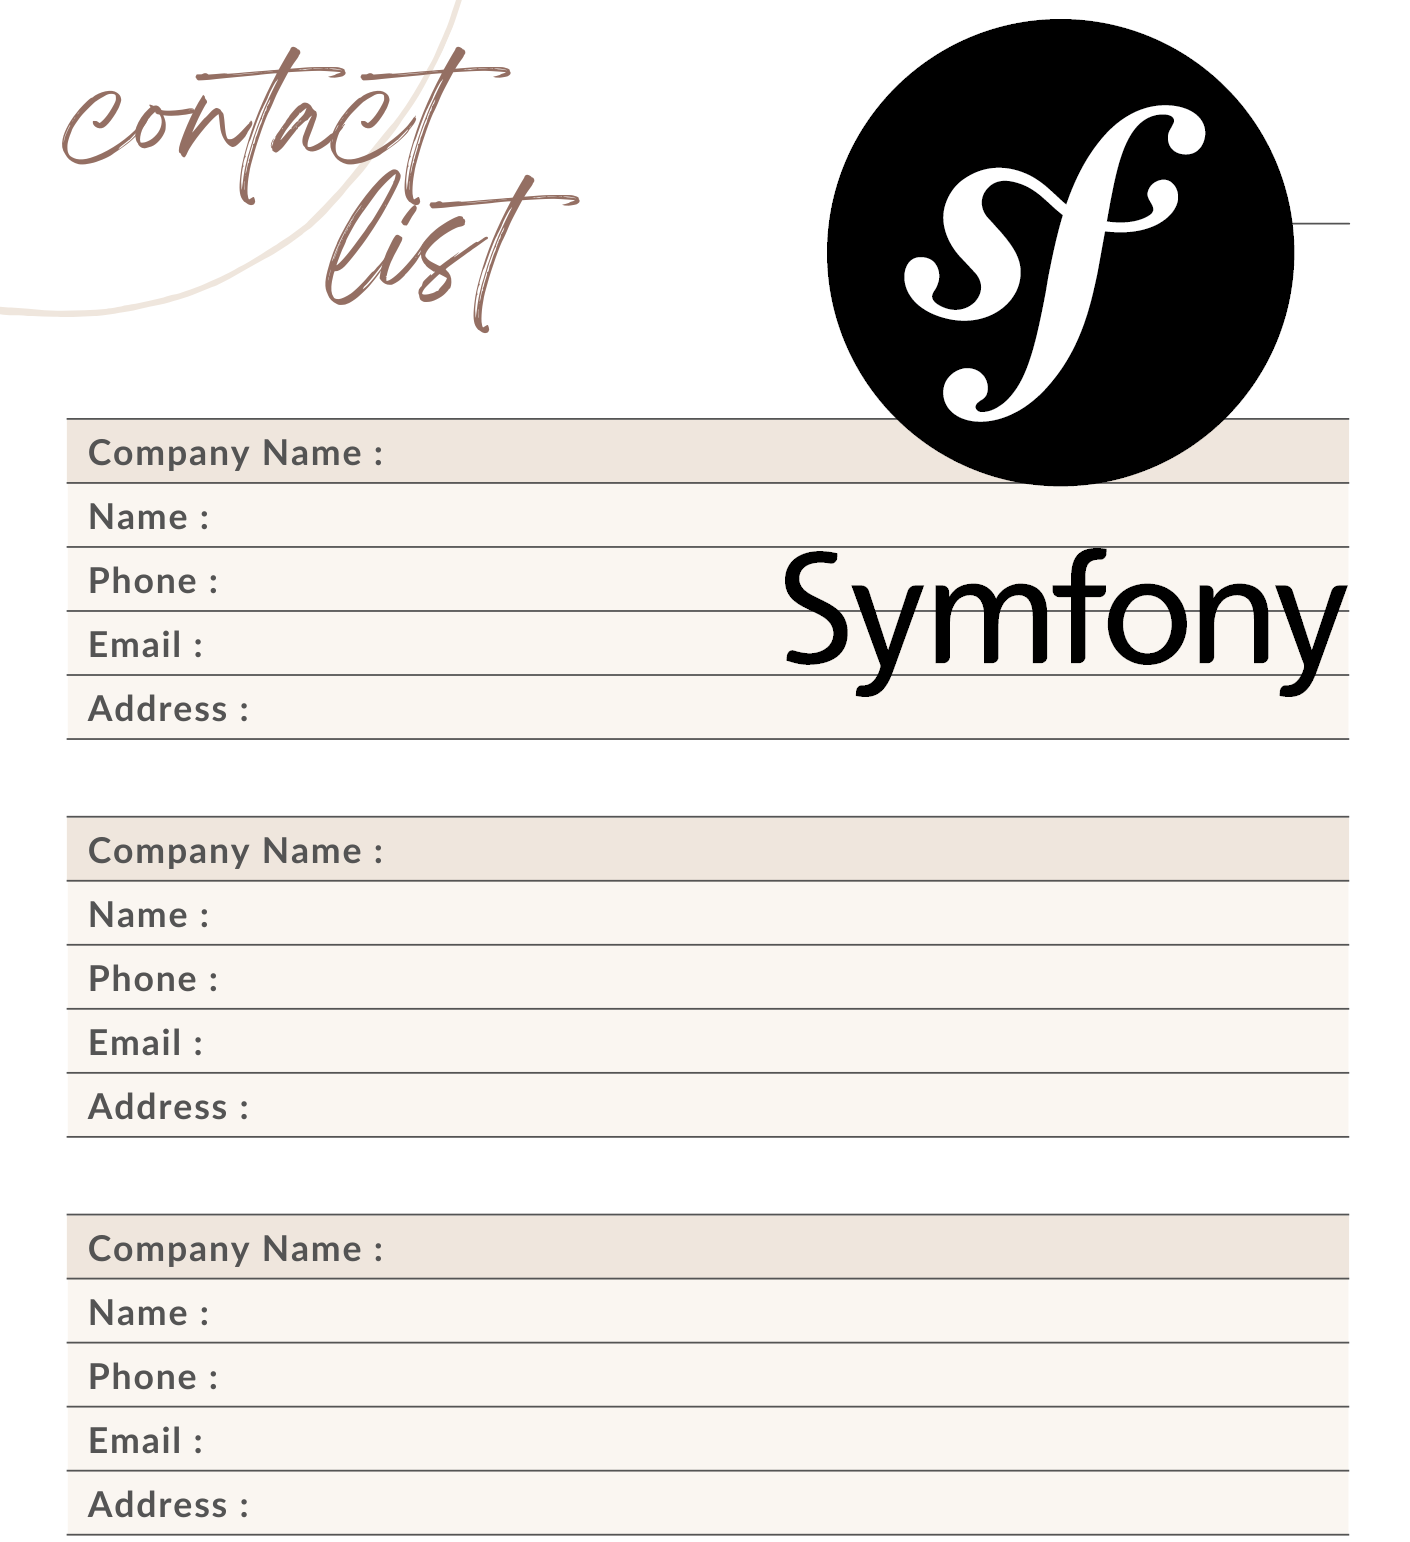 contact
list
sf
Company Name :
Name :
Symfony
Phone :
Email :
Address :
Company Name :
Name :
Phone :
Email :
Address :
Company Name :
Name :
Phone :
Email :
Address :